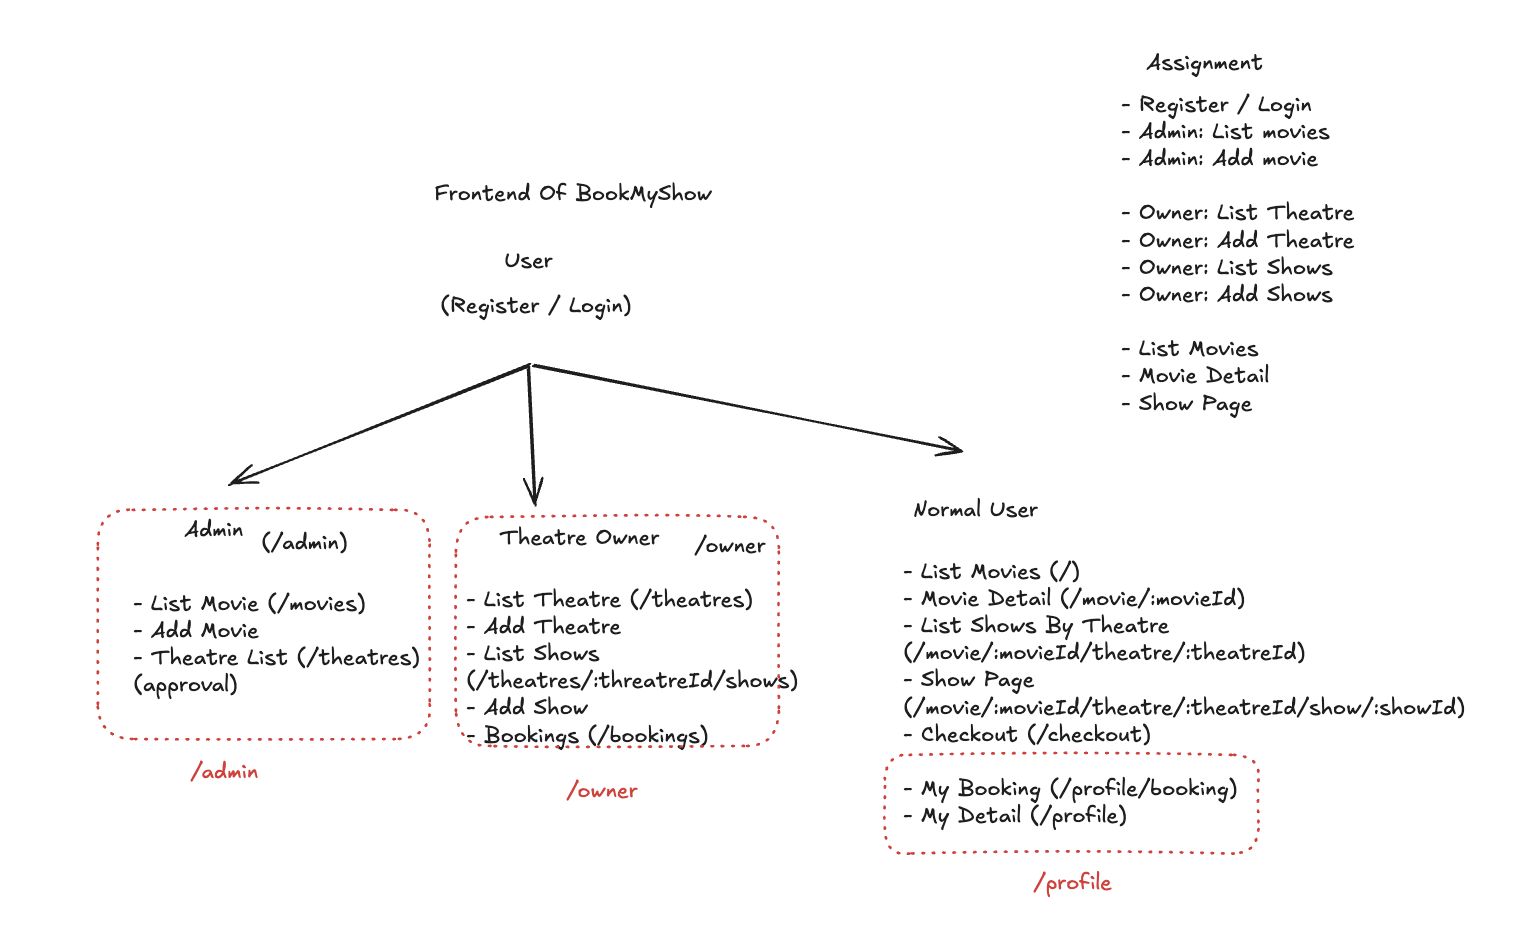 Assignment
- Register / Login
- Admin: List movies
- Admin: Add movie
- Owner: List Theatre
- Owner: Add Theatre
- Owner: List Shows
- Owner: Add Shows
- List Movies
- Movie Detail
- Show Page
Frontend Of BookMyShow
User
(Register / Login)
Admin (/admin)
- List Movie (/movies)
- Add Movie
- Theatre List (/theatres)
(approval)
/admin
Theatre Owner /owner
- List Theatre (/theatres)
- Add Theatre
- List Shows
(/theatres/:threatreId/shows)
- Add Show
- Bookings (/bookings)
/owner
Normal User
- List Movies (/)
- Movie Detail (/movie/:movieId)
- List Shows By Theatre
(/movie/:movieId/theatre/:theatreId)
- Show Page
(/movie/:movieId/theatre/:theatreId/show/:showId)
- Checkout (/checkout)
- My Booking (/profile/booking)
- My Detail (/profile)
/profile